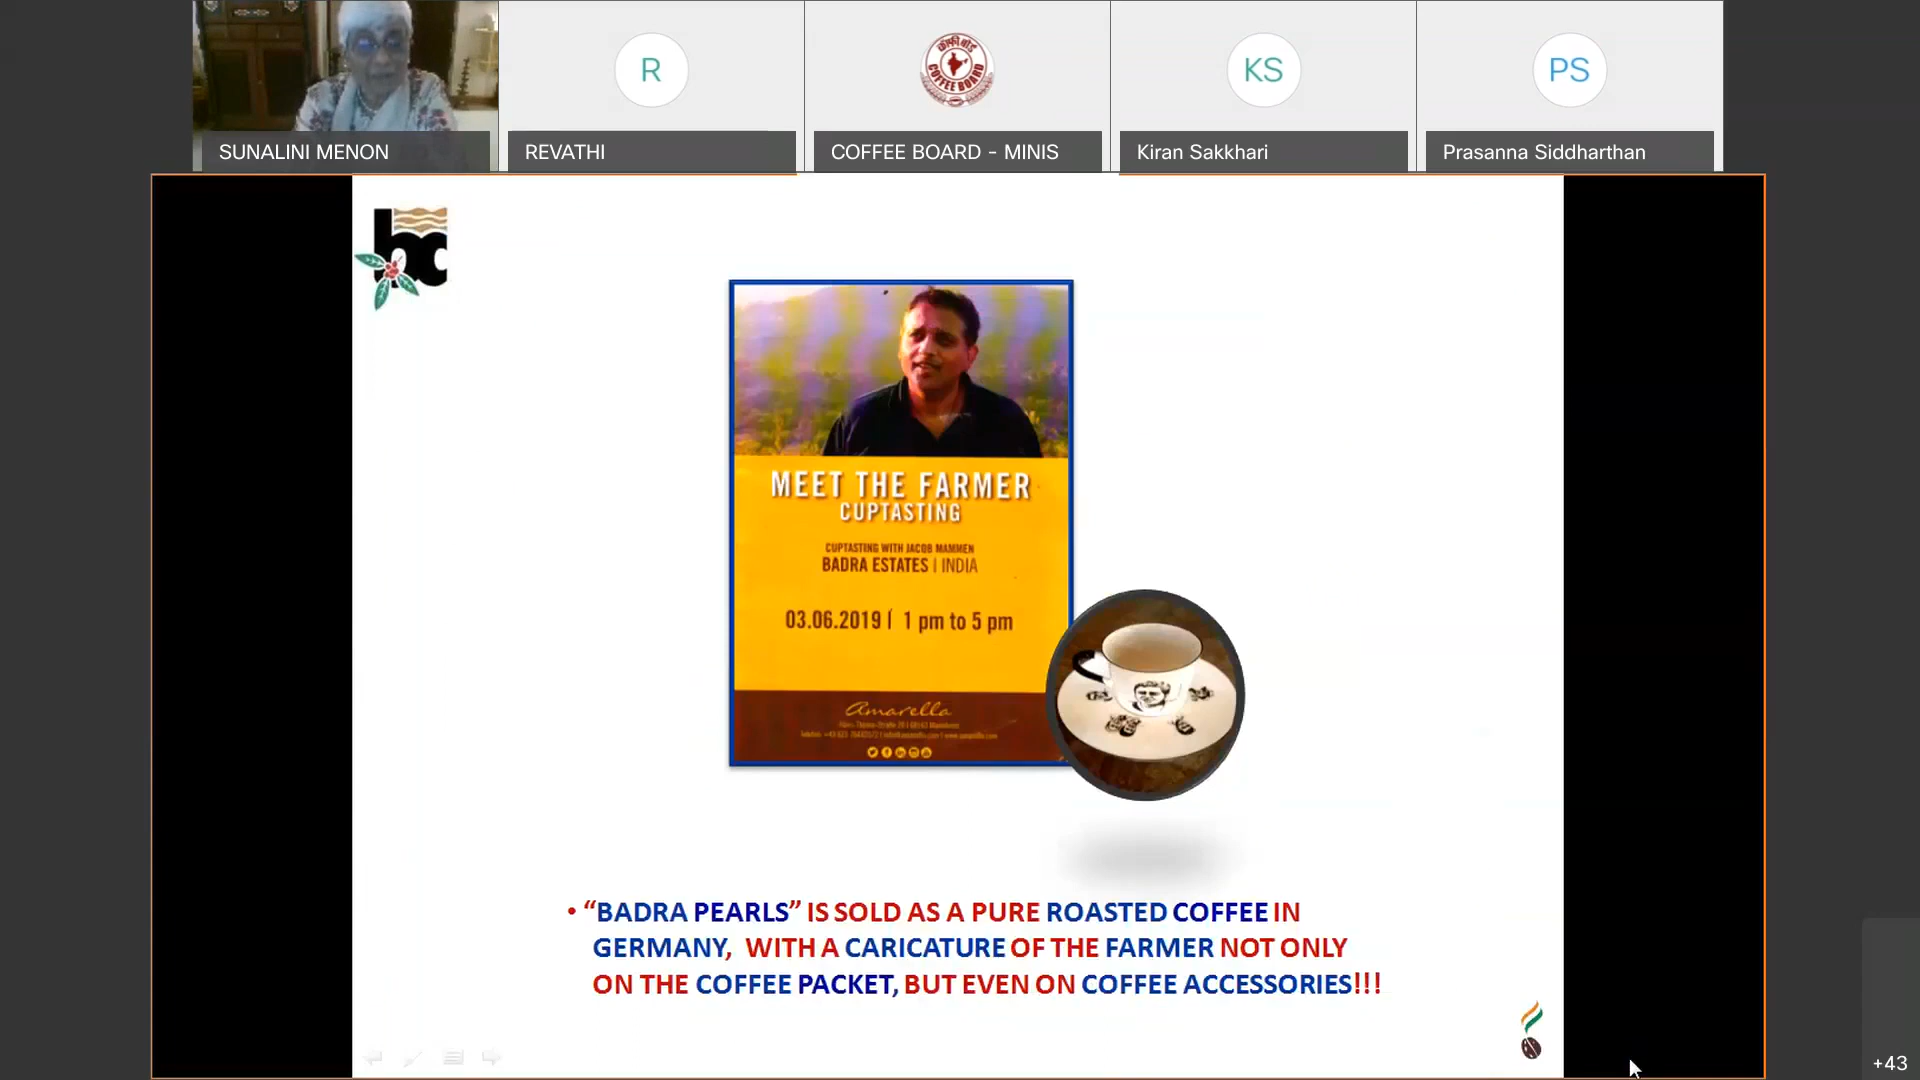 SUNALINI MENON
R
REVATHI
कॉफी बोर्ड
COFFEE BOARD
COFFEE BOARD - MINIS
KS
Kiran Sakkhari
PS
Prasanna Siddharthan
bc
MEET THE FARMER
CUPTASTING
CUPTASTING WITH JACOB MAMMEN
BADRA ESTATES | INDIA
03.06.2019 | 1 pm to 5 pm
amarella
• “BADRA PEARLS” IS SOLD AS A PURE ROASTED COFFEE IN
GERMANY, WITH A CARICATURE OF THE FARMER NOT ONLY
ON THE COFFEE PACKET, BUT EVEN ON COFFEE ACCESSORIES!!!
+43